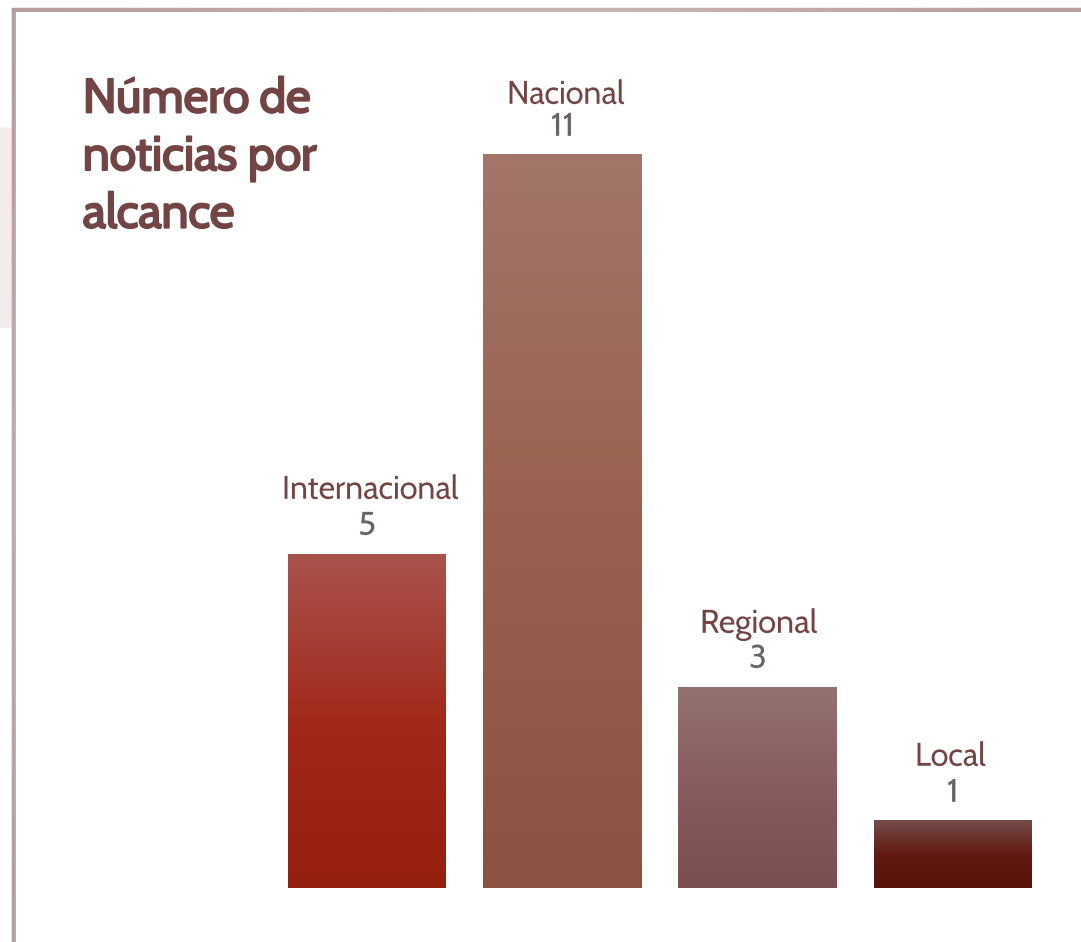 Número de
noticias por
alcance
Nacional
11
Internacional
5
Regional
3
Local
1